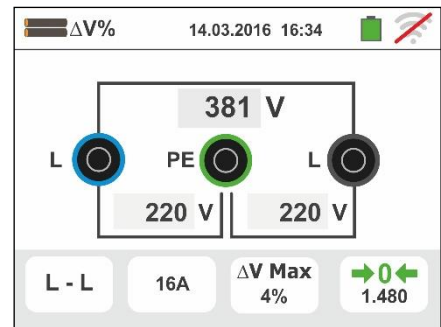 ΔV% 14.03.2016 16:34
381 V
L PE L
220 V 220 V
L - L 16A ΔV Max 4% →0← 1.480